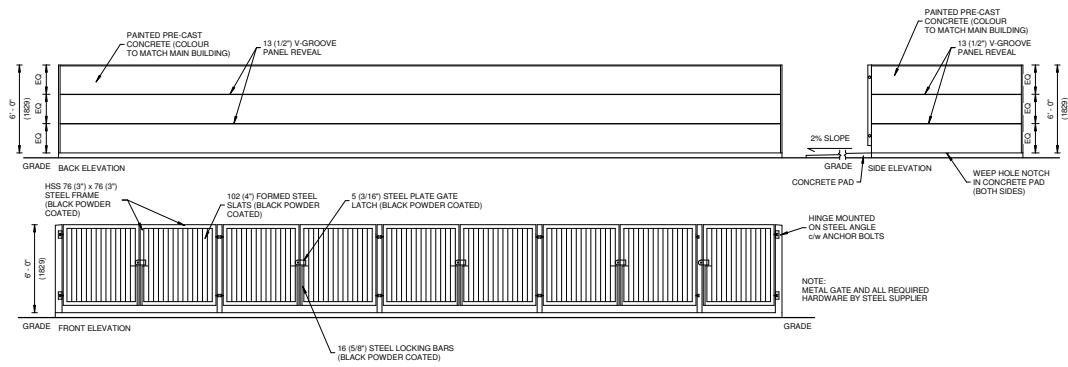 PAINTED PRE-CAST
CONCRETE (COLOUR
TO MATCH MAIN BUILDING)
13 (1/2") V-GROOVE
PANEL REVEAL
6' - 0"
(1829)
EQ
EQ
EQ
GRADE
BACK ELEVATION
PAINTED PRE-CAST
CONCRETE (COLOUR
TO MATCH MAIN BUILDING)
13 (1/2") V-GROOVE
PANEL REVEAL
EQ
EQ
EQ
6' - 0"
(1829)
2% SLOPE
GRADE
SIDE ELEVATION
CONCRETE PAD
WEEP HOLE NOTCH
IN CONCRETE PAD
(BOTH SIDES)
HSS 76 (3") x 76 (3")
STEEL FRAME
(BLACK POWDER
COATED)
102 (4") FORMED STEEL
SLATS (BLACK POWDER
COATED)
5 (3/16") STEEL PLATE GATE
LATCH (BLACK POWDER COATED)
HINGE MOUNTED
ON STEEL ANGLE
c/w ANCHOR BOLTS
6' - 0"
(1829)
NOTE:
METAL GATE AND ALL REQUIRED
HARDWARE BY STEEL SUPPLIER
GRADE
FRONT ELEVATION
GRADE
16 (5/8") STEEL LOCKING BARS
(BLACK POWDER COATED)